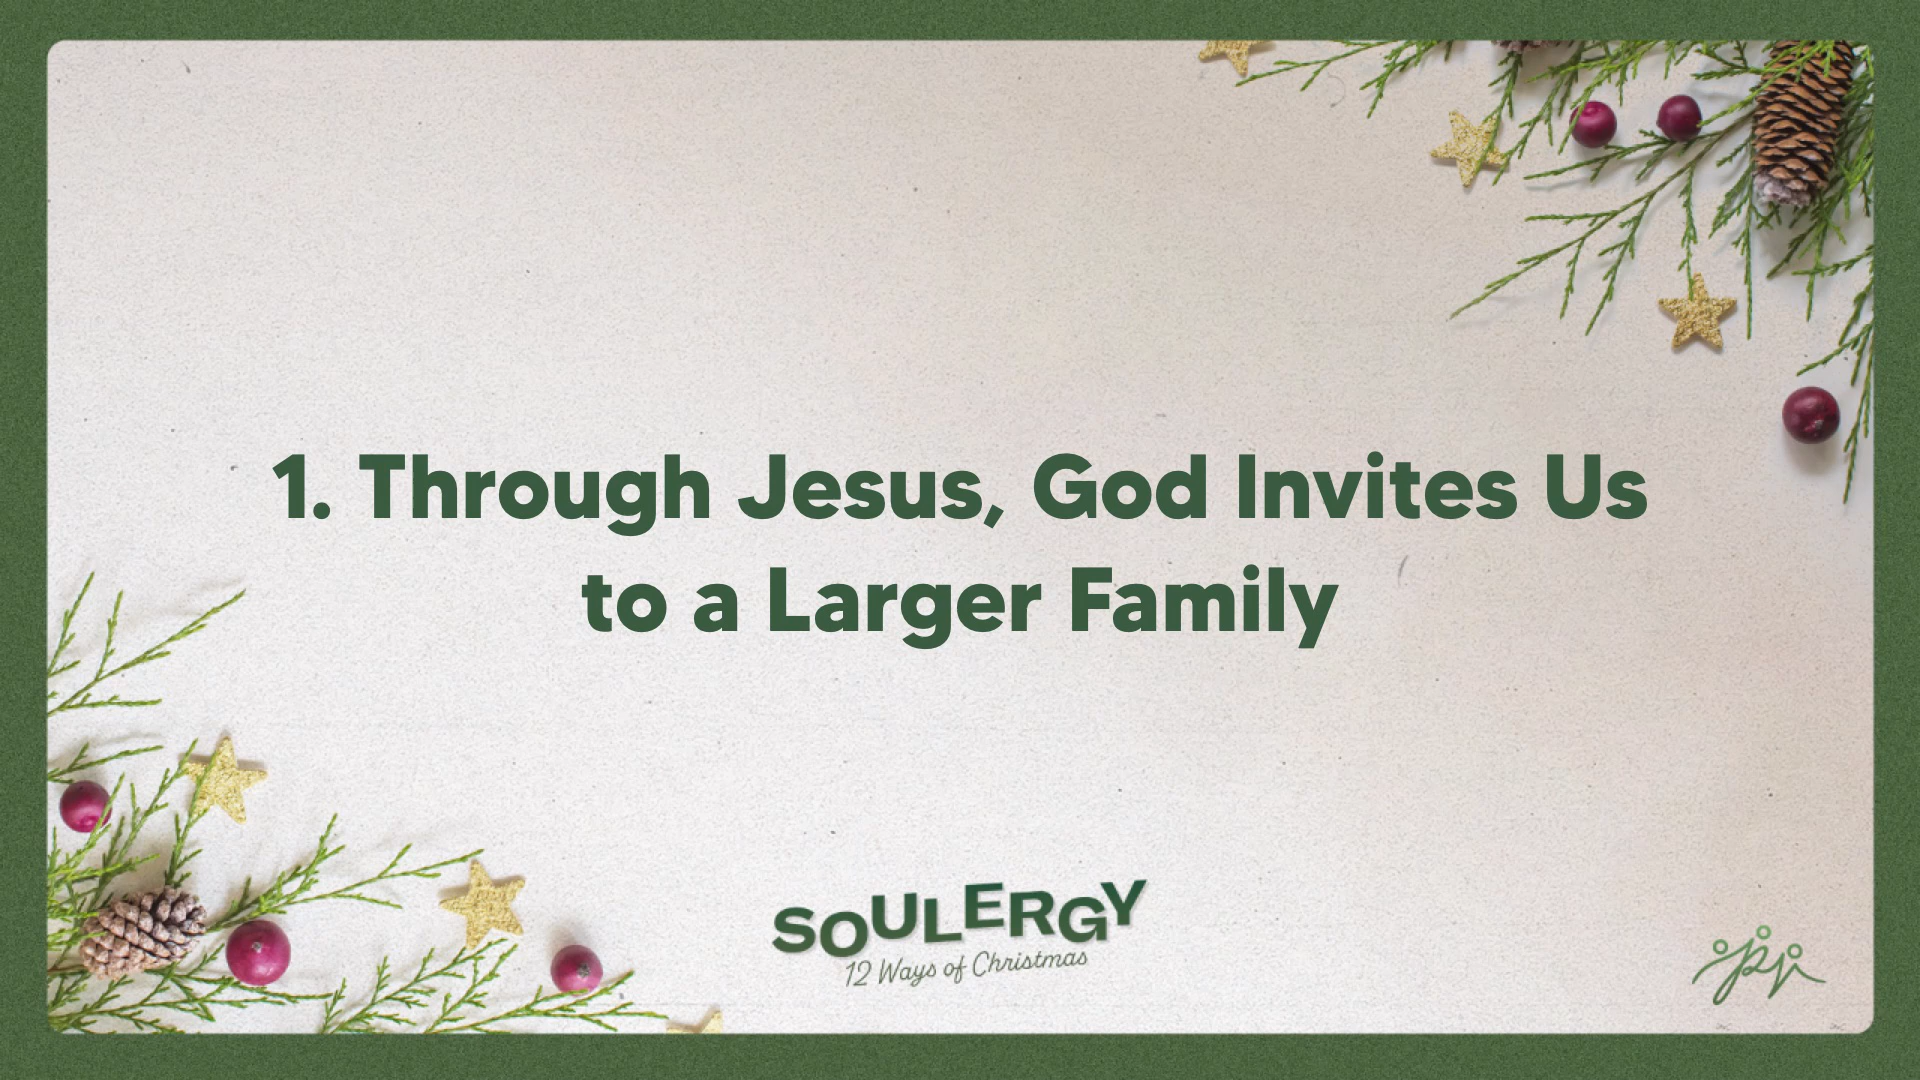 1. Through Jesus, God Invites Us
to a Larger Family
SOULERGY
12 Ways of Christmas